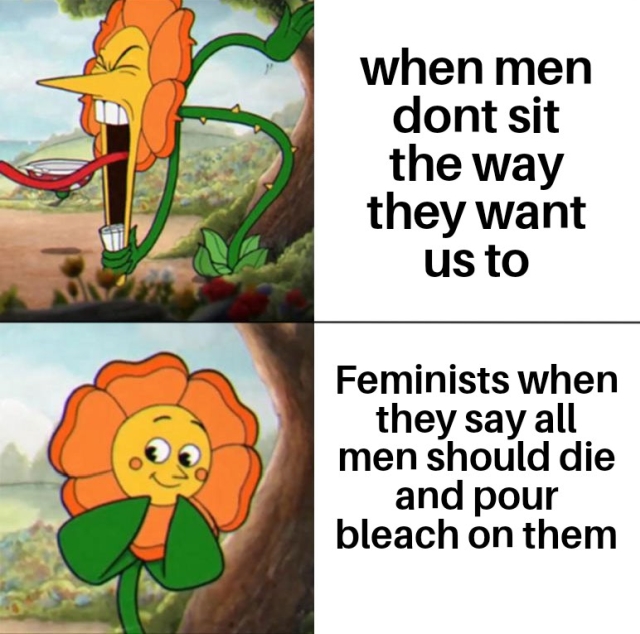 when men
dont sit
the way
they want
us to
Feminists when
they say all
men should die
and pour
bleach on them